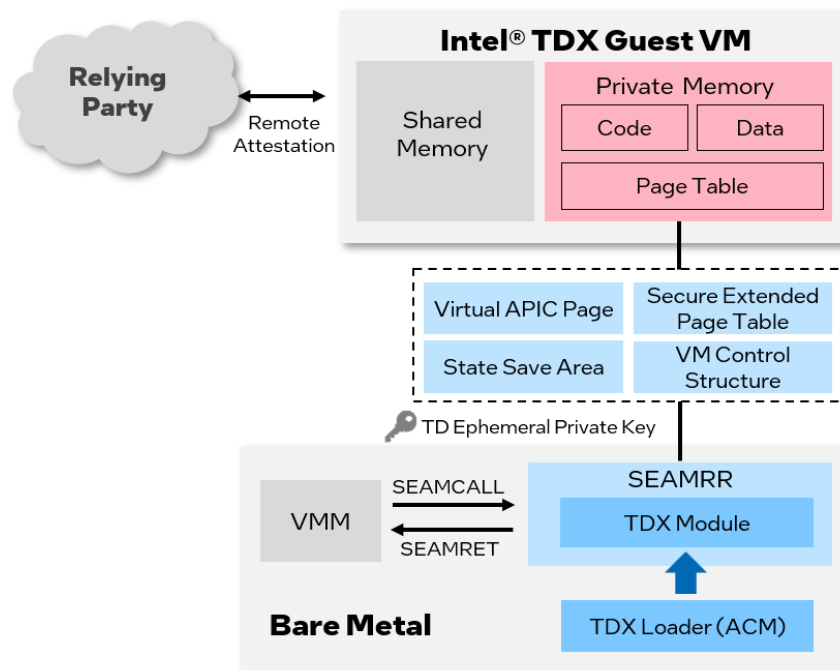 Intel® TDX Guest VM
Relying
Party
Remote
Attestation
Shared
Memory
Private Memory
Code
Data
Page Table
Virtual APIC Page
Secure Extended
Page Table
State Save Area
VM Control
Structure
TD Ephemeral Private Key
SEAMRR
SEAMCALL
VMM
TDX Module
SEAMRET
Bare Metal
TDX Loader (ACM)